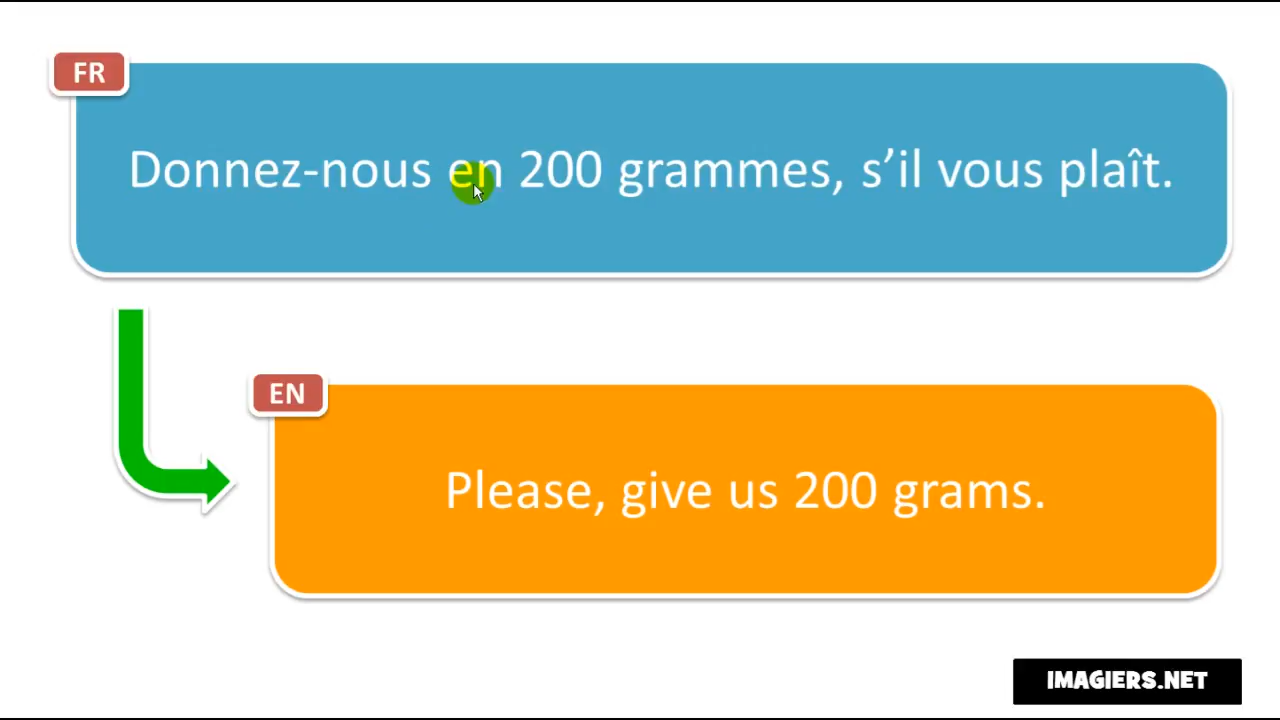 FR
Donnez-nous en 200 grammes, s’il vous plaît.
EN
Please, give us 200 grams.
IMAGIERS.NET